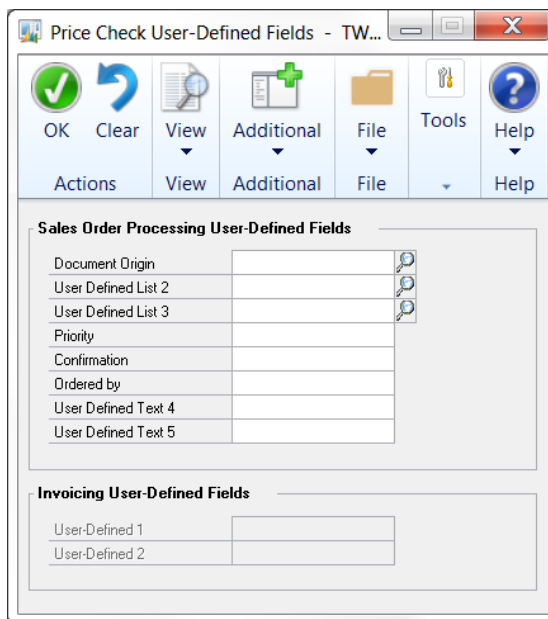 Price Check User-Defined Fields - TW...
OK Clear View Additional File Tools Help
Actions View Additional File Help
Sales Order Processing User-Defined Fields
Document Origin
User Defined List 2
User Defined List 3
Priority
Confirmation
Ordered by
User Defined Text 4
User Defined Text 5
Invoicing User-Defined Fields
User-Defined 1
User-Defined 2